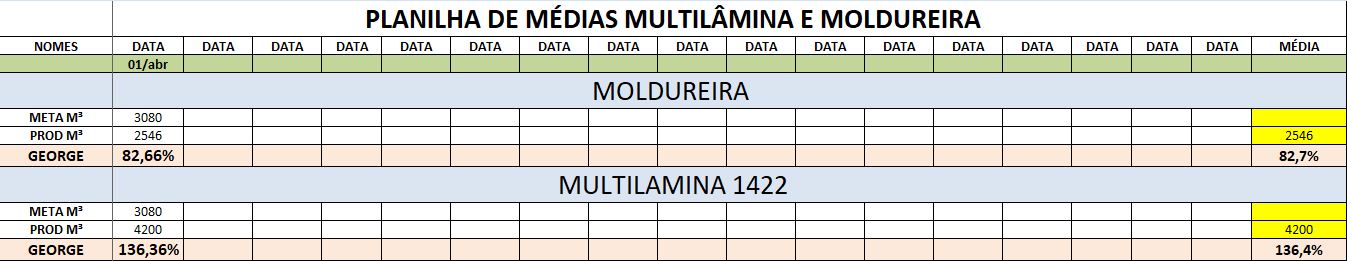 PLANILHA DE MÉDIAS MULTILÂMINA E MOLDUREIRA
NOMES DATA DATA DATA DATA DATA DATA DATA DATA DATA DATA DATA DATA DATA DATA DATA DATA DATA MÉDIA
01/abr
MOLDUREIRA
META M³ 3080
PROD M³ 2546 2546
GEORGE 82,66% 82,7%
MULTILAMINA 1422
META M³ 3080
PROD M³ 4200 4200
GEORGE 136,36% 136,4%